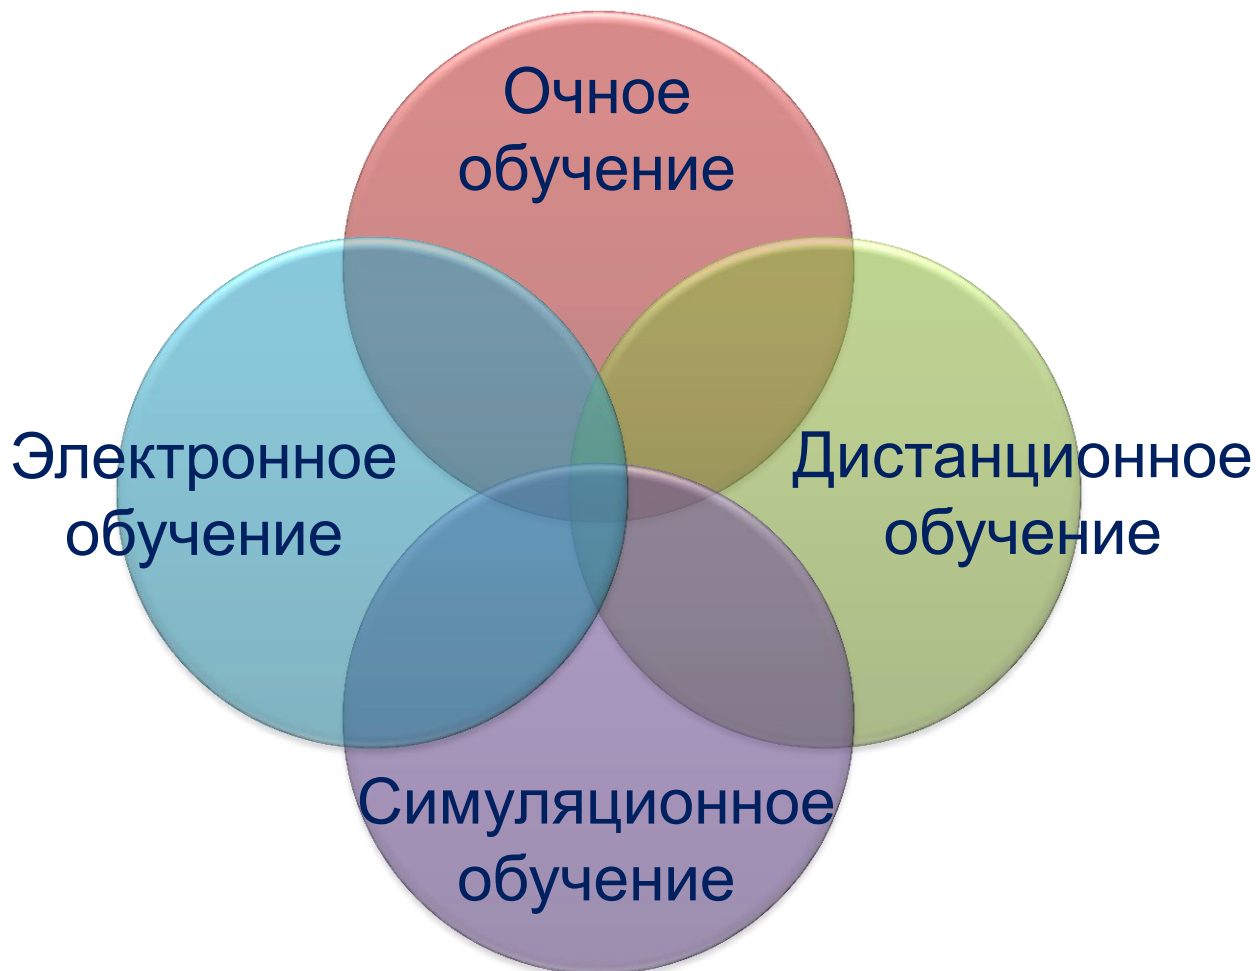 Очное
обучение
Электронное
обучение
Дистанционное
обучение
Симуляционное
обучение